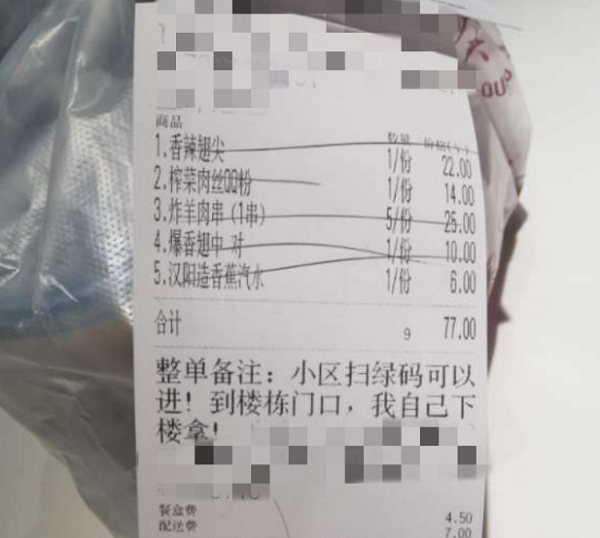 商品 数量 价格(¥)
1.香辣翅尖 1/份 22.00
2.榨菜肉丝QQ粉 1/份 14.00
3.炸羊肉串(1串) 5/份 25.00
4.爆香翅中 对 1/份 10.00
5.汉阳造香蕉汽水 1/份 6.00
合计 9 77.00
整单备注：小区扫绿码可以
进！到楼栋门口，我自己下
楼拿！
餐盒费 4.50
配送费 7.00